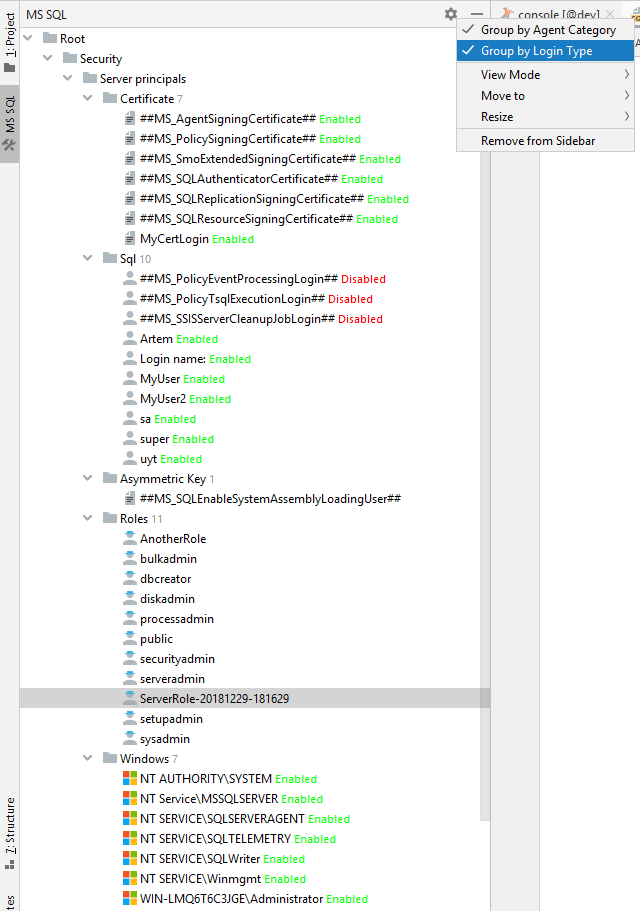 MS SQL
console [@dev]
Group by Agent Category
Group by Login Type
View Mode
Move to
Resize
Remove from Sidebar
1: Project
MS SQL
7: Structure
Root
Security
Server principals
Certificate 7
##MS_AgentSigningCertificate## Enabled
##MS_PolicySigningCertificate## Enabled
##MS_SmoExtendedSigningCertificate## Enabled
##MS_SQLAuthenticatorCertificate## Enabled
##MS_SQLReplicationSigningCertificate## Enabled
##MS_SQLResourceSigningCertificate## Enabled
MyCertLogin Enabled
Sql 10
##MS_PolicyEventProcessingLogin## Disabled
##MS_PolicyTsqlExecutionLogin## Disabled
##MS_SSISServerCleanupJobLogin## Disabled
Artem Enabled
Login name: Enabled
MyUser Enabled
MyUser2 Enabled
sa Enabled
super Enabled
uyt Enabled
Asymmetric Key 1
##MS_SQLEnableSystemAssemblyLoadingUser##
Roles 11
AnotherRole
bulkadmin
dbcreator
diskadmin
processadmin
public
securityadmin
serveradmin
ServerRole-20181229-181629
setupadmin
sysadmin
Windows 7
NT AUTHORITY\SYSTEM Enabled
NT Service\MSSQLSERVER Enabled
NT SERVICE\SQLSERVERAGENT Enabled
NT SERVICE\SQLTELEMETRY Enabled
NT SERVICE\SQLWriter Enabled
NT SERVICE\Winmgmt Enabled
WIN-LMQ6T6C3JGE\Administrator Enabled